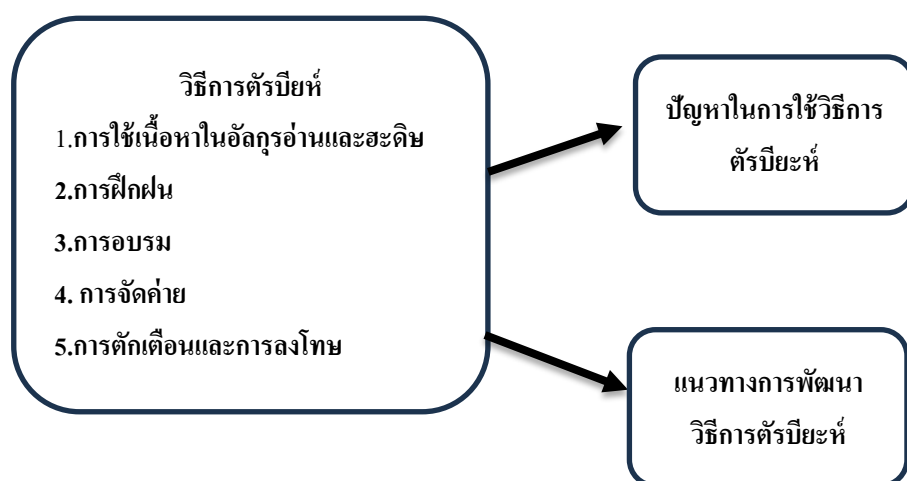 วิธีการตัรบียห์
1.การใช้เนื้อหาในอัลกุรอ่านและฮะดิษ
2.การฝึกฝน
3.การอบรม
4. การจัดค่าย
5.การตักเตือนและการลงโทษ
ปัญหาในการใช้วิธีการ
ตัรบียะห์
แนวทางการพัฒนา
วิธีการตัรบียะห์